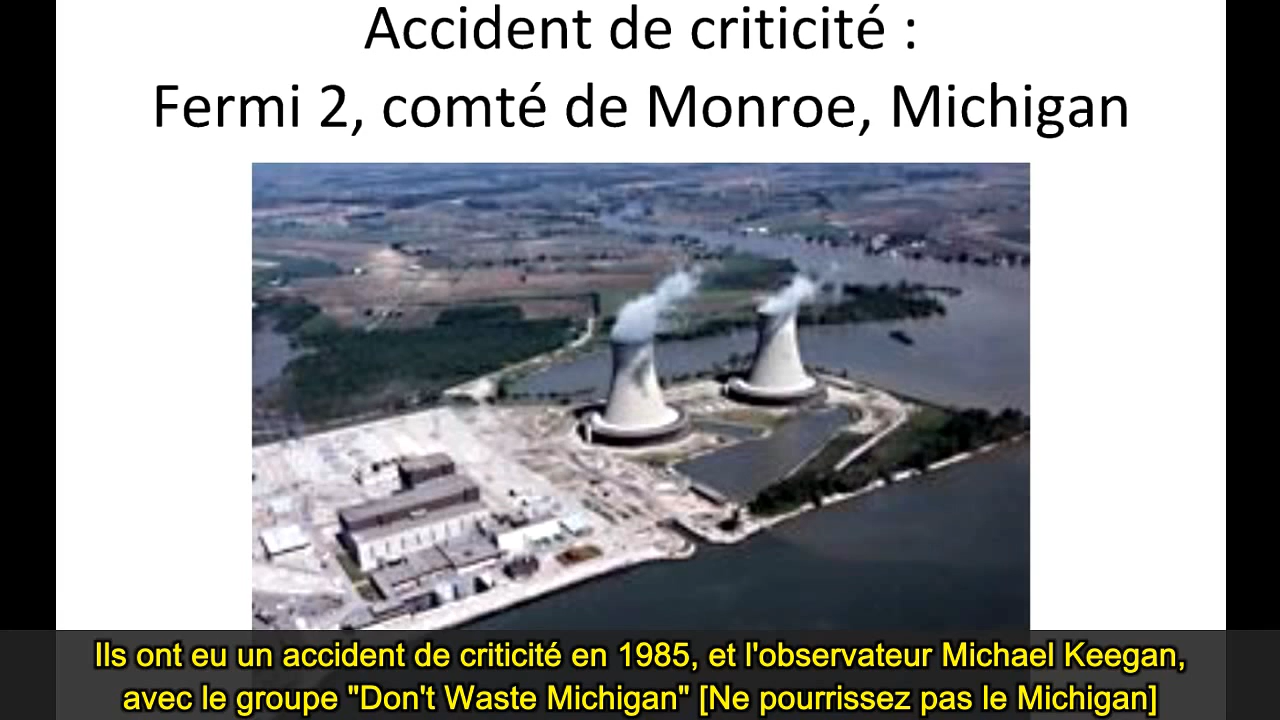 Accident de criticité :
Fermi 2, comté de Monroe, Michigan
Ils ont eu un accident de criticité en 1985, et l'observateur Michael Keegan,
avec le groupe "Don't Waste Michigan" [Ne pourrissez pas le Michigan]